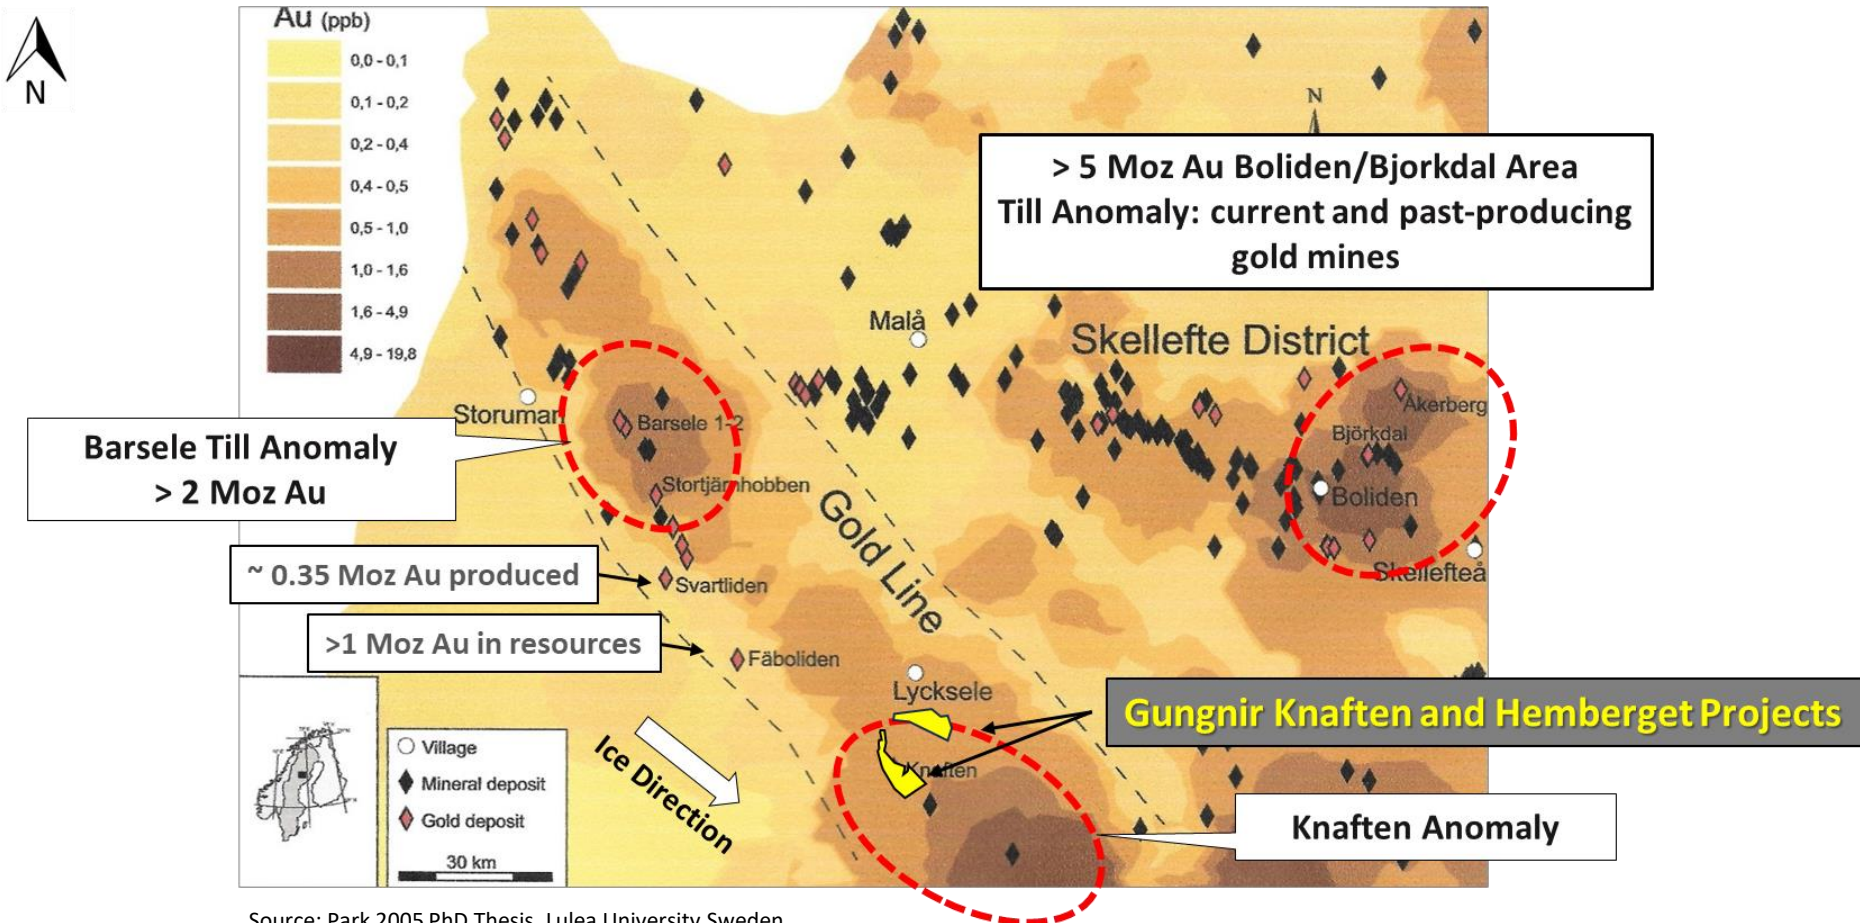 N
Au (ppb)
0,0 - 0,1
0,1 - 0,2
0,2 - 0,4
0,4 - 0,5
0,5 - 1,0
1,0 - 1,6
1,6 - 4,9
4,9 - 19,8
N
> 5 Moz Au Boliden/Bjorkdal Area
Till Anomaly: current and past-producing
gold mines
Malå
Skellefte District
Storuman
Barsele 1-2
Åkerberg
Björkdal
Barsele Till Anomaly
> 2 Moz Au
Stortjärnhobben
Boliden
Gold Line
~ 0.35 Moz Au produced
Svartliden
Skellefteå
>1 Moz Au in resources
Fäboliden
Lycksele
Gungnir Knaften and Hemberget Projects
Knaften
Ice Direction
Knaften Anomaly
Village
Mineral deposit
Gold deposit
30 km
Source: Park 2005 PhD Thesis, Lulea University Sweden